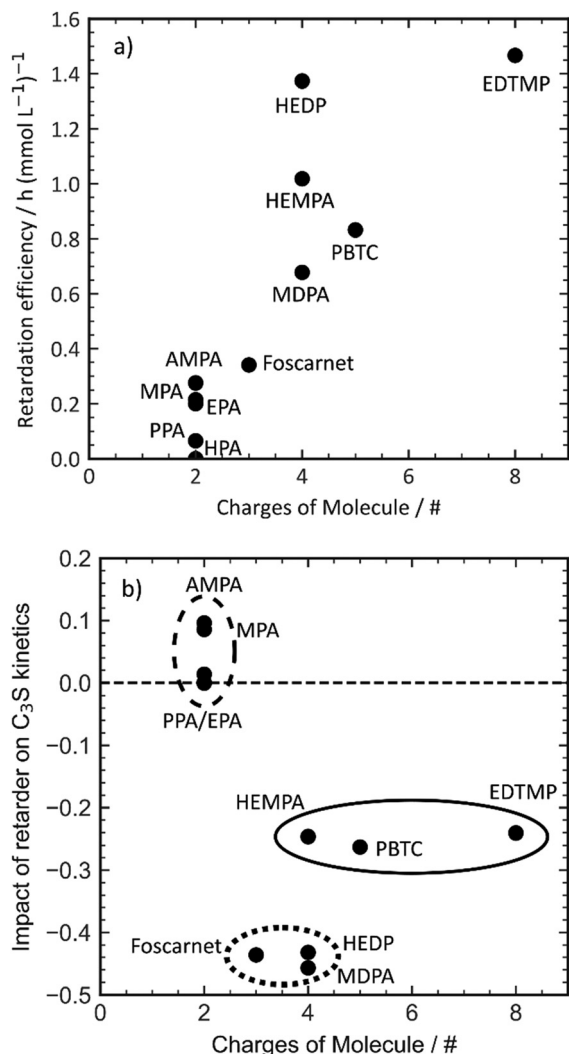 a)
1.6
1.4
1.2
1.0
0.8
0.6
0.4
0.2
0.0
Retardation efficiency / h (mmol L⁻¹)⁻¹
HEDP
EDTMP
HEMPA
PBTC
MDPA
AMPA
Foscarnet
MPA
EPA
PPA
HPA
0 2 4 6 8
Charges of Molecule / #
b)
0.2
0.1
0.0
−0.1
−0.2
−0.3
−0.4
−0.5
Impact of retarder on C₃S kinetics
AMPA
MPA
PPA/EPA
HEMPA
EDTMP
PBTC
Foscarnet
HEDP
MDPA
0 2 4 6 8
Charges of Molecule / #